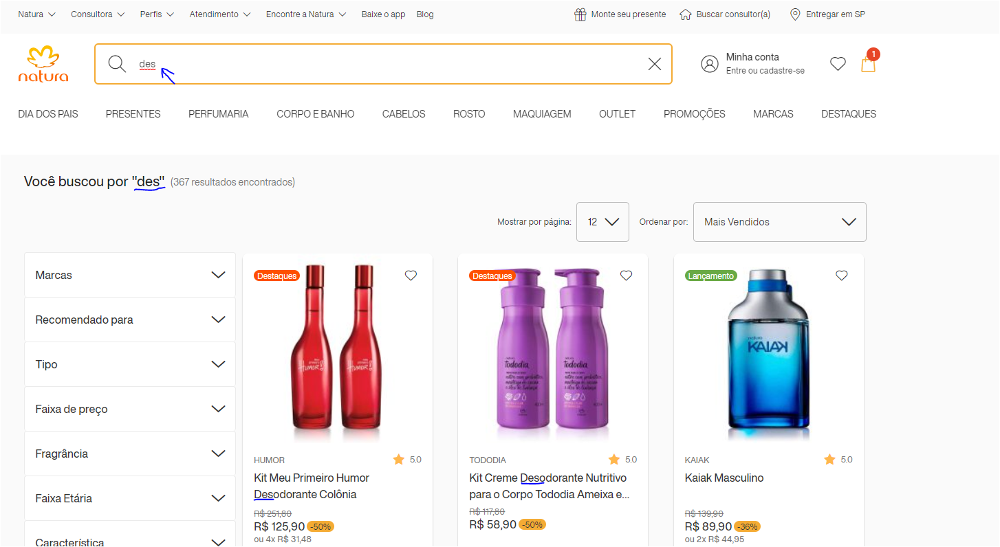 Natura Consultora Perfis Atendimento Encontre a Natura Baixe o app Blog Monte seu presente Buscar consultor(a) Entregar em SP
natura
des
Minha conta
Entre ou cadastre-se
1
DIA DOS PAIS PRESENTES PERFUMARIA CORPO E BANHO CABELOS ROSTO MAQUIAGEM OUTLET PROMOÇÕES MARCAS DESTAQUES
Você buscou por "des" (367 resultados encontrados)
Mostrar por página: 12 Ordenar por: Mais Vendidos
Marcas
Recomendado para
Tipo
Faixa de preço
Fragrância
Faixa Etária
Característica
Destaques
HUMOR!
HUMOR!
HUMOR 5.0
Kit Meu Primeiro Humor
Desodorante Colônia
R$ 251,80
R$ 125,90 -50%
ou 4x R$ 31,48
Destaques
Tododia
Tododia
TODODIA 5.0
Kit Creme Desodorante Nutritivo
para o Corpo Tododia Ameixa e...
R$ 117,80
R$ 58,90 -50%
Lançamento
natura
KAIAK
KAIAK 5.0
Kaiak Masculino
R$ 139,90
R$ 89,90 -36%
ou 2x R$ 44,95